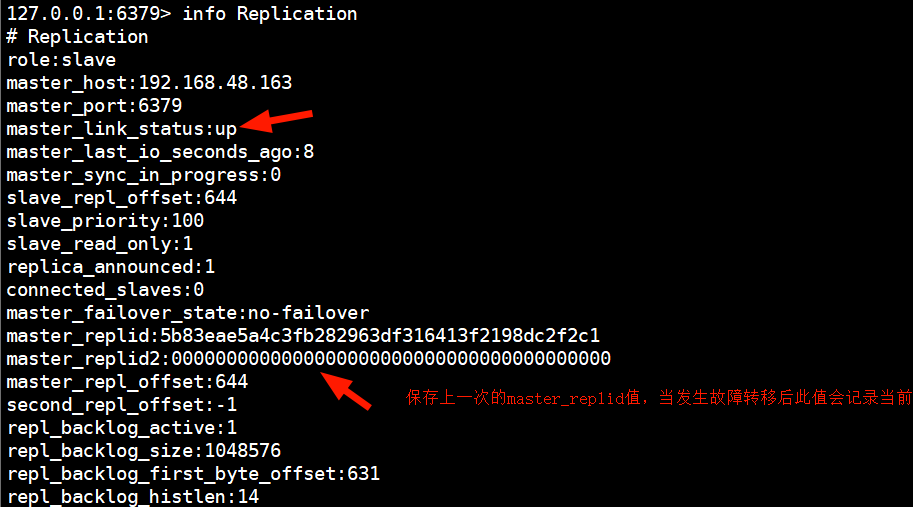 127.0.0.1:6379> info Replication
# Replication
role:slave
master_host:192.168.48.163
master_port:6379
master_link_status:up
master_last_io_seconds_ago:8
master_sync_in_progress:0
slave_repl_offset:644
slave_priority:100
slave_read_only:1
replica_announced:1
connected_slaves:0
master_failover_state:no-failover
master_replid:5b83eae5a4c3fb282963df316413f2198dc2f2c1
master_replid2:0000000000000000000000000000000000000000
master_repl_offset:644
保存上一次的master_replid值，当发生故障转移后此值会记录当前
second_repl_offset:-1
repl_backlog_active:1
repl_backlog_size:1048576
repl_backlog_first_byte_offset:631
repl_backlog_histlen:14